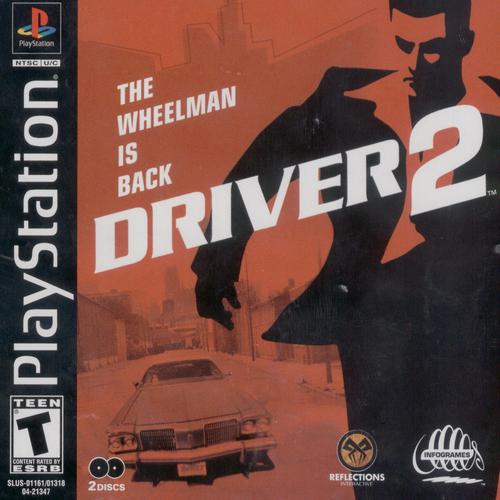 PlayStation
NTSC U/C
PlayStation
THE
WHEELMAN
IS
BACK
DRIVER 2
TM
TEEN
T
CONTENT RATED BY
ESRB
SLUS-01161/01318
04-21347
2 DISCS
REFLECTIONS
INTERACTIVE
INFOGRAMES